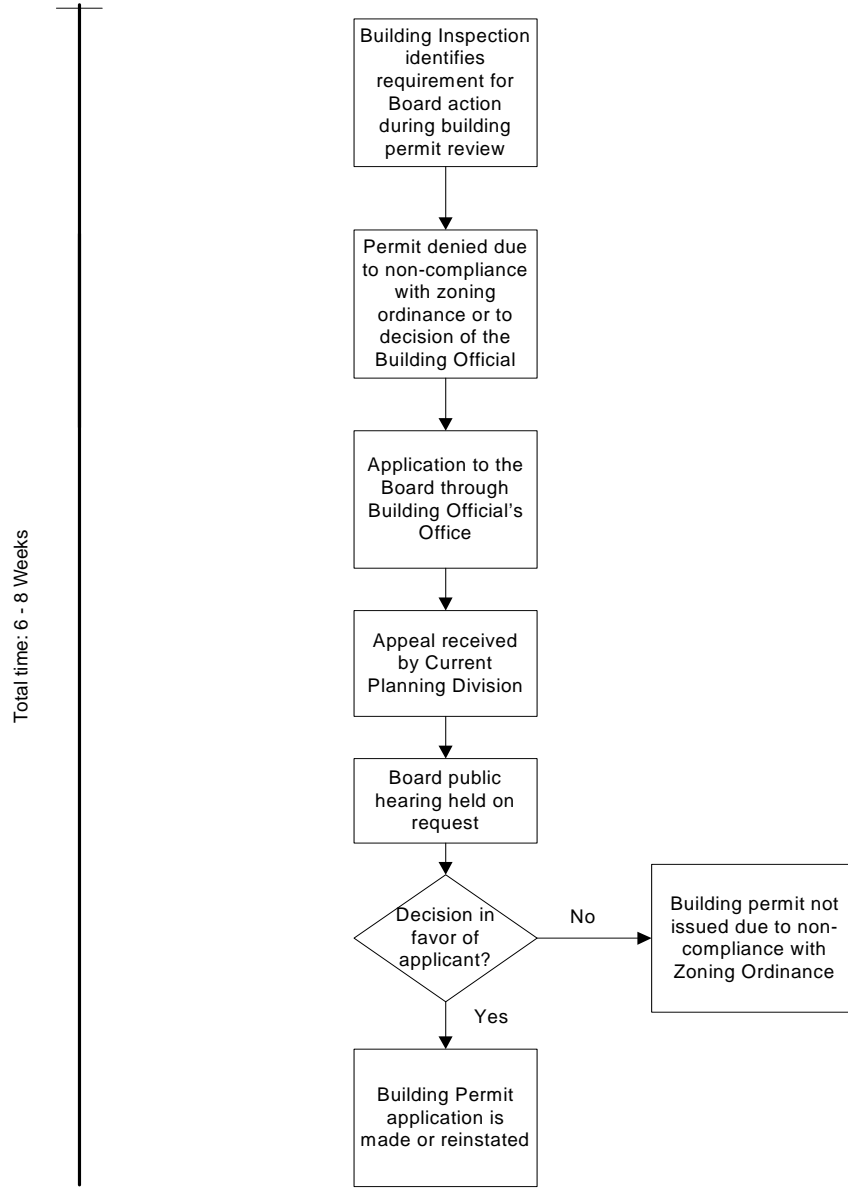 Building Inspection
identifies
requirement for
Board action
during building
permit review
Permit denied due
to non-compliance
with zoning
ordinance or to
decision of the
Building Official
Application to the
Board through
Building Official's
Office
Total time: 6 - 8 Weeks
Appeal received
by Current
Planning Division
Board public
hearing held on
request
Decision in
favor of
applicant?
No
Building permit not
issued due to non-
compliance with
Zoning Ordinance
Yes
Building Permit
application is
made or reinstated